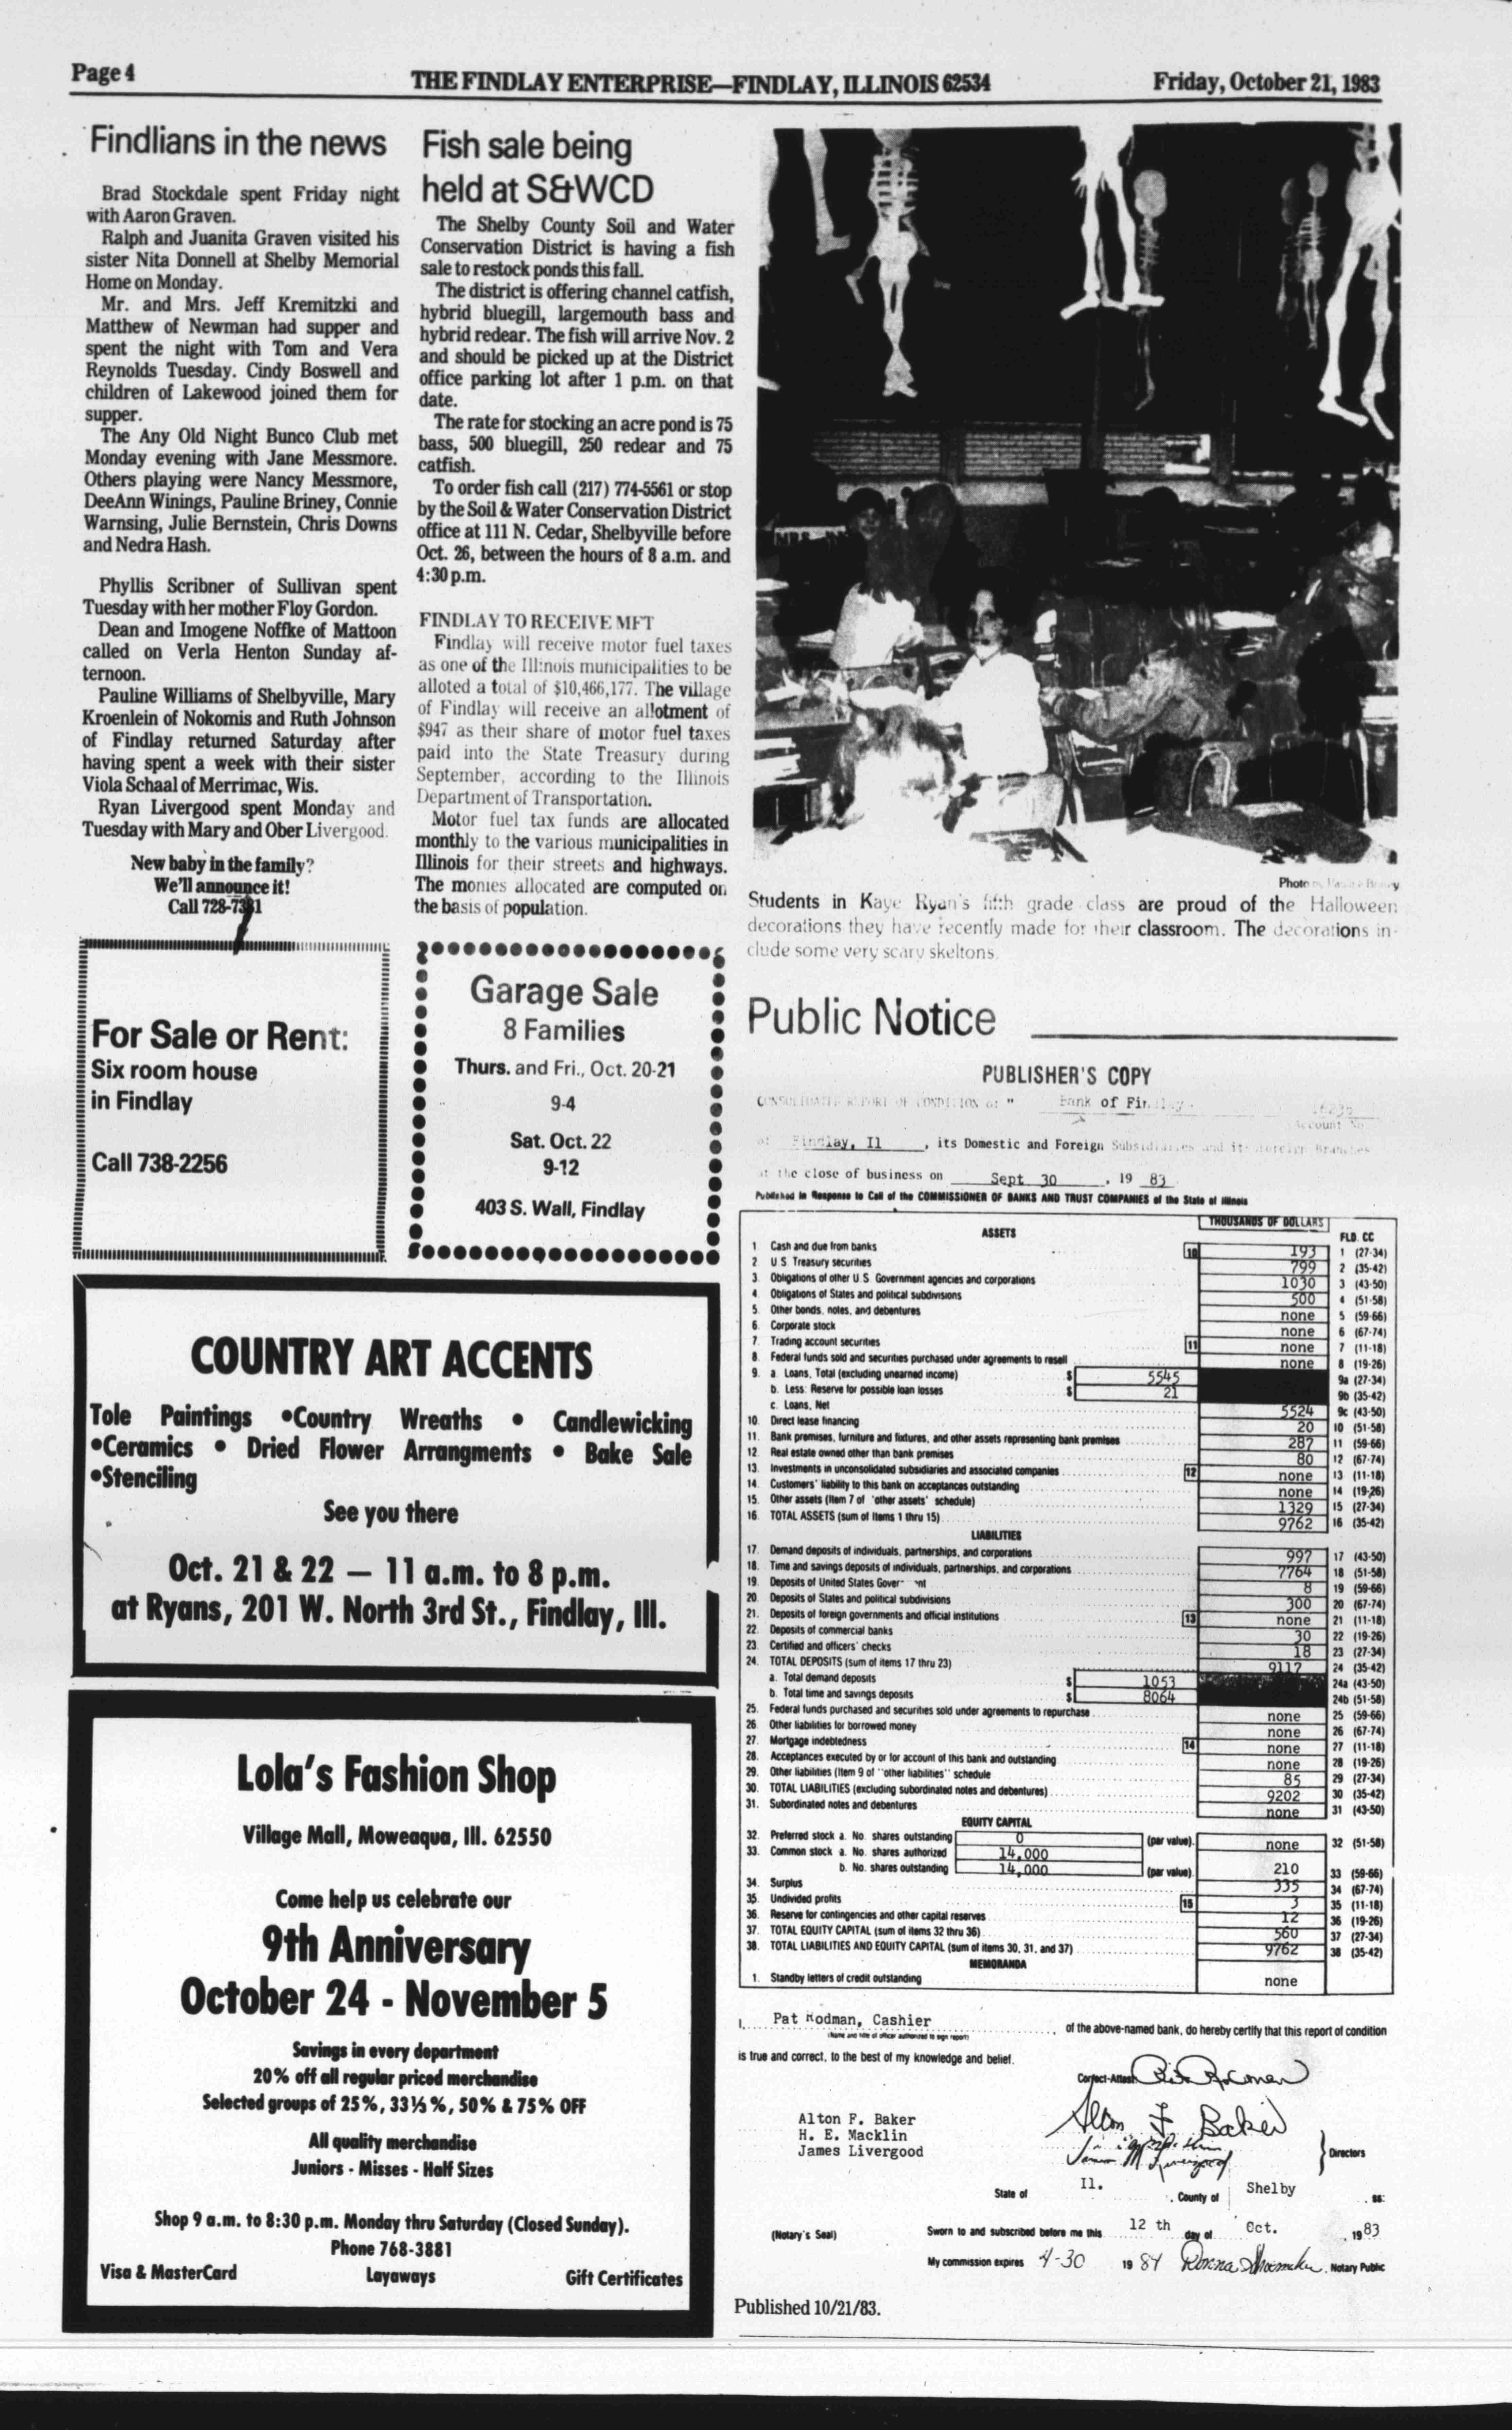 Page 4
THE FINDLAY ENTERPRISE—FINDLAY, ILLINOIS 62534
Friday, October 21, 1983
Findlians in the news
Brad Stockdale spent Friday night
with Aaron Graven.
Ralph and Juanita Graven visited his
sister Nita Donnell at Shelby Memorial
Home on Monday.
Mr. and Mrs. Jeff Kremitzki and
Matthew of Newman had supper and
spent the night with Tom and Vera
Reynolds Tuesday. Cindy Boswell and
children of Lakewood joined them for
supper.
The Any Old Night Bunco Club met
Monday evening with Jane Messmore.
Others playing were Nancy Messmore,
DeeAnn Winings, Pauline Briney, Connie
Warnsing, Julie Bernstein, Chris Downs
and Nedra Hash.
Phyllis Scribner of Sullivan spent
Tuesday with her mother Floy Gordon.
Dean and Imogene Noffke of Mattoon
called on Verla Henton Sunday af-
ternoon.
Pauline Williams of Shelbyville, Mary
Kroenlein of Nokomis and Ruth Johnson
of Findlay returned Saturday after
having spent a week with their sister
Viola Schaal of Merrimac, Wis.
Ryan Livergood spent Monday and
Tuesday with Mary and Ober Livergood.
New baby in the family?
We'll announce it!
Call 728-7381
For Sale or Rent:
Six room house
in Findlay
Call 738-2256
Fish sale being
held at S&WCD
The Shelby County Soil and Water
Conservation District is having a fish
sale to restock ponds this fall.
The district is offering channel catfish,
hybrid bluegill, largemouth bass and
hybrid redear. The fish will arrive Nov. 2
and should be picked up at the District
office parking lot after 1 p.m. on that
date.
The rate for stocking an acre pond is 75
bass, 500 bluegill, 250 redear and 75
catfish.
To order fish call (217) 774-5561 or stop
by the Soil & Water Conservation District
office at 111 N. Cedar, Shelbyville before
Oct. 26, between the hours of 8 a.m. and
4:30 p.m.
FINDLAY TO RECEIVE MFT
Findlay will receive motor fuel taxes
as one of the Illinois municipalities to be
alloted a total of $10,466,177. The village
of Findlay will receive an allotment of
$947 as their share of motor fuel taxes
paid into the State Treasury during
September, according to the Illinois
Department of Transportation.
Motor fuel tax funds are allocated
monthly to the various municipalities in
Illinois for their streets and highways.
The monies allocated are computed on
the basis of population.
Garage Sale
8 Families
Thurs. and Fri., Oct. 20-21
9-4
Sat. Oct. 22
9-12
403 S. Wall, Findlay
COUNTRY ART ACCENTS
Tole Paintings •Country Wreaths • Candlewicking
•Ceramics • Dried Flower Arrangments • Bake Sale
•Stenciling
See you there
Oct. 21 & 22 — 11 a.m. to 8 p.m.
at Ryans, 201 W. North 3rd St., Findlay, Ill.
Lola's Fashion Shop
Village Mall, Moweaqua, Ill. 62550
Come help us celebrate our
9th Anniversary
October 24 - November 5
Savings in every department
20% off all regular priced merchandise
Selected groups of 25%, 33⅓%, 50% & 75% OFF
All quality merchandise
Juniors - Misses - Half Sizes
Shop 9 a.m. to 8:30 p.m. Monday thru Saturday (Closed Sunday).
Phone 768-3881
Visa & MasterCard Layaways Gift Certificates
Photo by
Students in Kaye Ryan's fifth grade class are proud of the Halloween
decorations they have recently made for their classroom. The decorations in-
clude some very scary skeltons.
Public Notice
PUBLISHER'S COPY
CONSOLIDATED REPORT OF CONDITION of " Bank of Findlay
Account No.
of Findlay, Il , its Domestic and Foreign Subsidiaries and its Foreign Branches
at the close of business on Sept 30 , 19 83
Published in Response to Call of the COMMISSIONER OF BANKS AND TRUST COMPANIES of the State of Illinois
THOUSANDS OF DOLLARS
ASSETS FLD. CC
1 Cash and due from banks 10 193 1 (27-34)
2 U.S. Treasury securities 799 2 (35-42)
3. Obligations of other U.S. Government agencies and corporations 1030 3 (43-50)
4. Obligations of States and political subdivisions 500 4 (51-58)
5. Other bonds, notes, and debentures none 5 (59-66)
6. Corporate stock none 6 (67-74)
7. Trading account securities 11 none 7 (11-18)
8. Federal funds sold and securities purchased under agreements to resell none 8 (19-26)
9. a. Loans, Total (excluding unearned income) $ 5545 9a (27-34)
b. Less: Reserve for possible loan losses $ 21 9b (35-42)
c. Loans, Net 5524 9c (43-50)
10. Direct lease financing 20 10 (51-58)
11. Bank premises, furniture and fixtures, and other assets representing bank premises 287 11 (59-66)
12. Real estate owned other than bank premises 80 12 (67-74)
13. Investments in unconsolidated subsidiaries and associated companies 12 none 13 (11-18)
14. Customers' liability to this bank on acceptances outstanding none 14 (19-26)
15. Other assets (Item 7 of "other assets" schedule) 1329 15 (27-34)
16. TOTAL ASSETS (sum of Items 1 thru 15) 9762 16 (35-42)
LIABILITIES
17. Demand deposits of individuals, partnerships, and corporations 997 17 (43-50)
18. Time and savings deposits of individuals, partnerships, and corporations 7764 18 (51-58)
19. Deposits of United States 8 19 (59-66)
20. Deposits of States and political subdivisions 300 20 (67-74)
21. Deposits of foreign governments and official institutions 13 none 21 (11-18)
22. Deposits of commercial banks 30 22 (19-26)
23. Certified and officers' checks 18 23 (27-34)
24. TOTAL DEPOSITS (sum of items 17 thru 23) 9117 24 (35-42)
a. Total demand deposits $ 1053 24a (43-50)
b. Total time and savings deposits $ 8064 24b (51-58)
25. Federal funds purchased and securities sold under agreements to repurchase none 25 (59-66)
26. Other liabilities for borrowed money none 26 (67-74)
27. Mortgage indebtedness 14 none 27 (11-18)
28. Acceptances executed by or for account of this bank and outstanding none 28 (19-26)
29. Other liabilities (Item 9 of "other liabilities" schedule 85 29 (27-34)
30. TOTAL LIABILITIES (excluding subordinated notes and debentures) 9202 30 (35-42)
31. Subordinated notes and debentures none 31 (43-50)
EQUITY CAPITAL
32. Preferred stock a. No. shares outstanding 0 (par value). none 32 (51-58)
33. Common stock a. No. shares authorized 14,000
b. No. shares outstanding 14,000 (par value). 210 33 (59-66)
34. Surplus 335 34 (67-74)
35. Undivided profits 15 3 35 (11-18)
36. Reserve for contingencies and other capital reserves 12 36 (19-26)
37. TOTAL EQUITY CAPITAL (sum of items 32 thru 36) 560 37 (27-34)
38. TOTAL LIABILITIES AND EQUITY CAPITAL (sum of items 30, 31, and 37) 9762 38 (35-42)
MEMORANDA
1. Standby letters of credit outstanding none
I, Pat Rodman, Cashier , of the above-named bank, do hereby certify that this report of condition
(Name and title of officer authorized to sign report)
is true and correct, to the best of my knowledge and belief.
Correct-Attest:
Alton F. Baker Alton F Baker
H. E. Macklin
James Livergood
Directors
State of Il. , County of Shelby . ss:
(Notary's Seal) Sworn to and subscribed before me this 12 th day of Oct. , 19 83
My commission expires 4-30 19 84 Donna Shoemaker, Notary Public
Published 10/21/83.